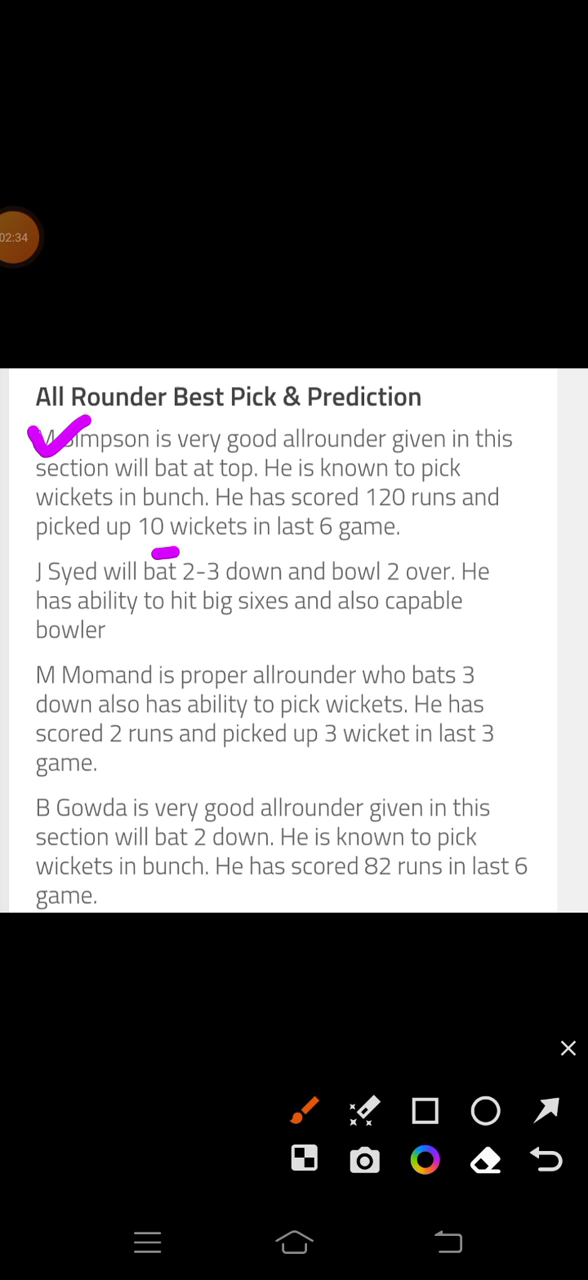 02:34
All Rounder Best Pick & Prediction
M Simpson is very good allrounder given in this
section will bat at top. He is known to pick
wickets in bunch. He has scored 120 runs and
picked up 10 wickets in last 6 game.
J Syed will bat 2-3 down and bowl 2 over. He
has ability to hit big sixes and also capable
bowler
M Momand is proper allrounder who bats 3
down also has ability to pick wickets. He has
scored 2 runs and picked up 3 wicket in last 3
game.
B Gowda is very good allrounder given in this
section will bat 2 down. He is known to pick
wickets in bunch. He has scored 82 runs in last 6
game.